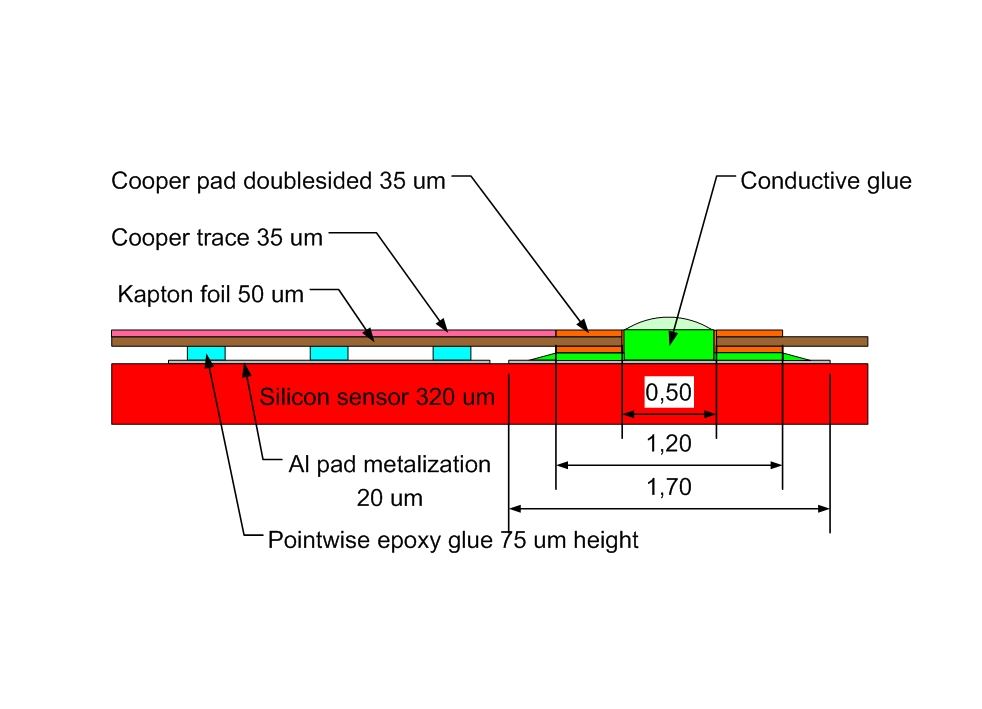 Cooper pad doublesided 35 um
Conductive glue
Cooper trace 35 um
Kapton foil 50 um
Silicon sensor 320 um
0,50
1,20
Al pad metalization
20 um
1,70
Pointwise epoxy glue 75 um height